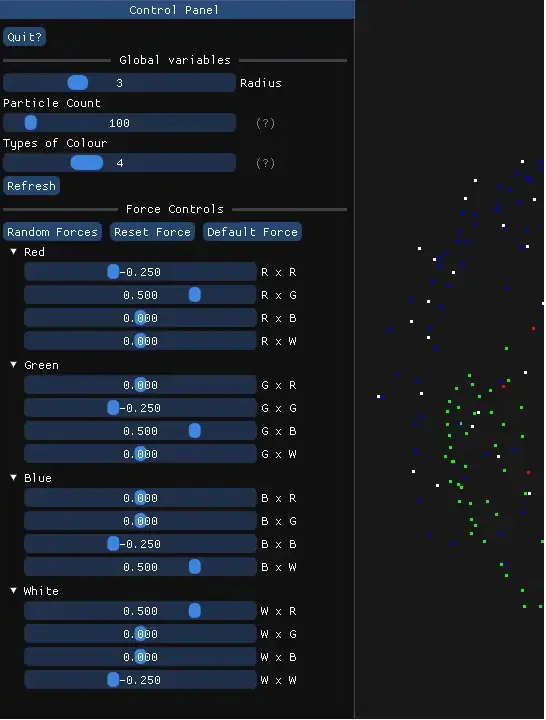 Control Panel
Quit?
Global variables
3 Radius
Particle Count
100 (?)
Types of Colour
4 (?)
Refresh
Force Controls
Random Forces Reset Force Default Force
Red
-0.250 R x R
0.500 R x G
0.000 R x B
0.000 R x W
Green
0.000 G x R
-0.250 G x G
0.500 G x B
0.000 G x W
Blue
0.000 B x R
0.000 B x G
-0.250 B x B
0.500 B x W
White
0.500 W x R
0.000 W x G
0.000 W x B
-0.250 W x W